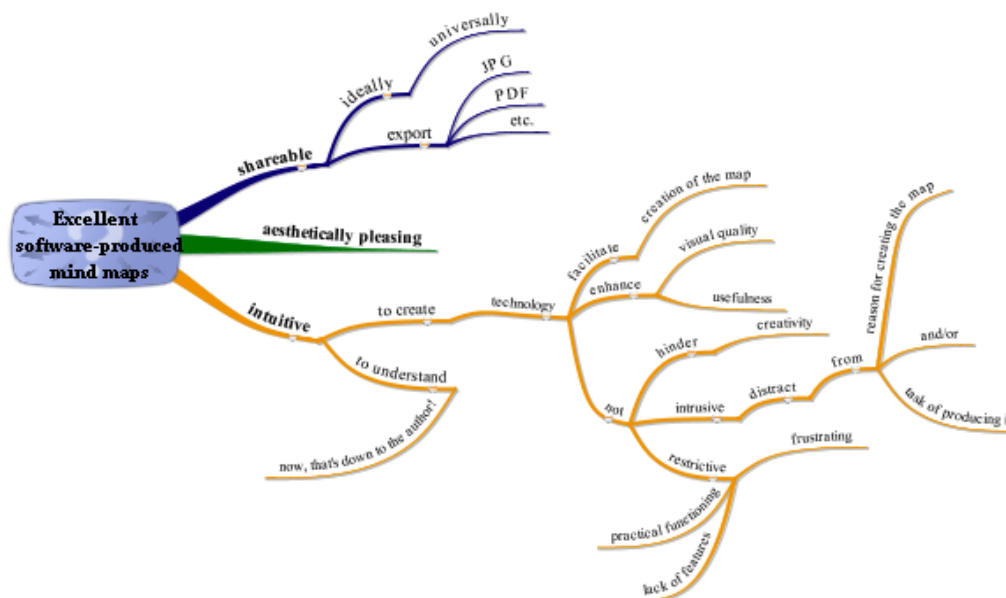 Excellent
software-produced
mind maps
shareable
ideally
universally
export
JPG
PDF
etc.
aesthetically pleasing
intuitive
to create
technology
facilitate
creation of the map
enhance
visual quality
usefulness
not
hinder
creativity
intrusive
distract
from
reason for creating the map
and/or
task of producing
restrictive
frustrating
practical functioning
lack of features
to understand
now, that's down to the author!